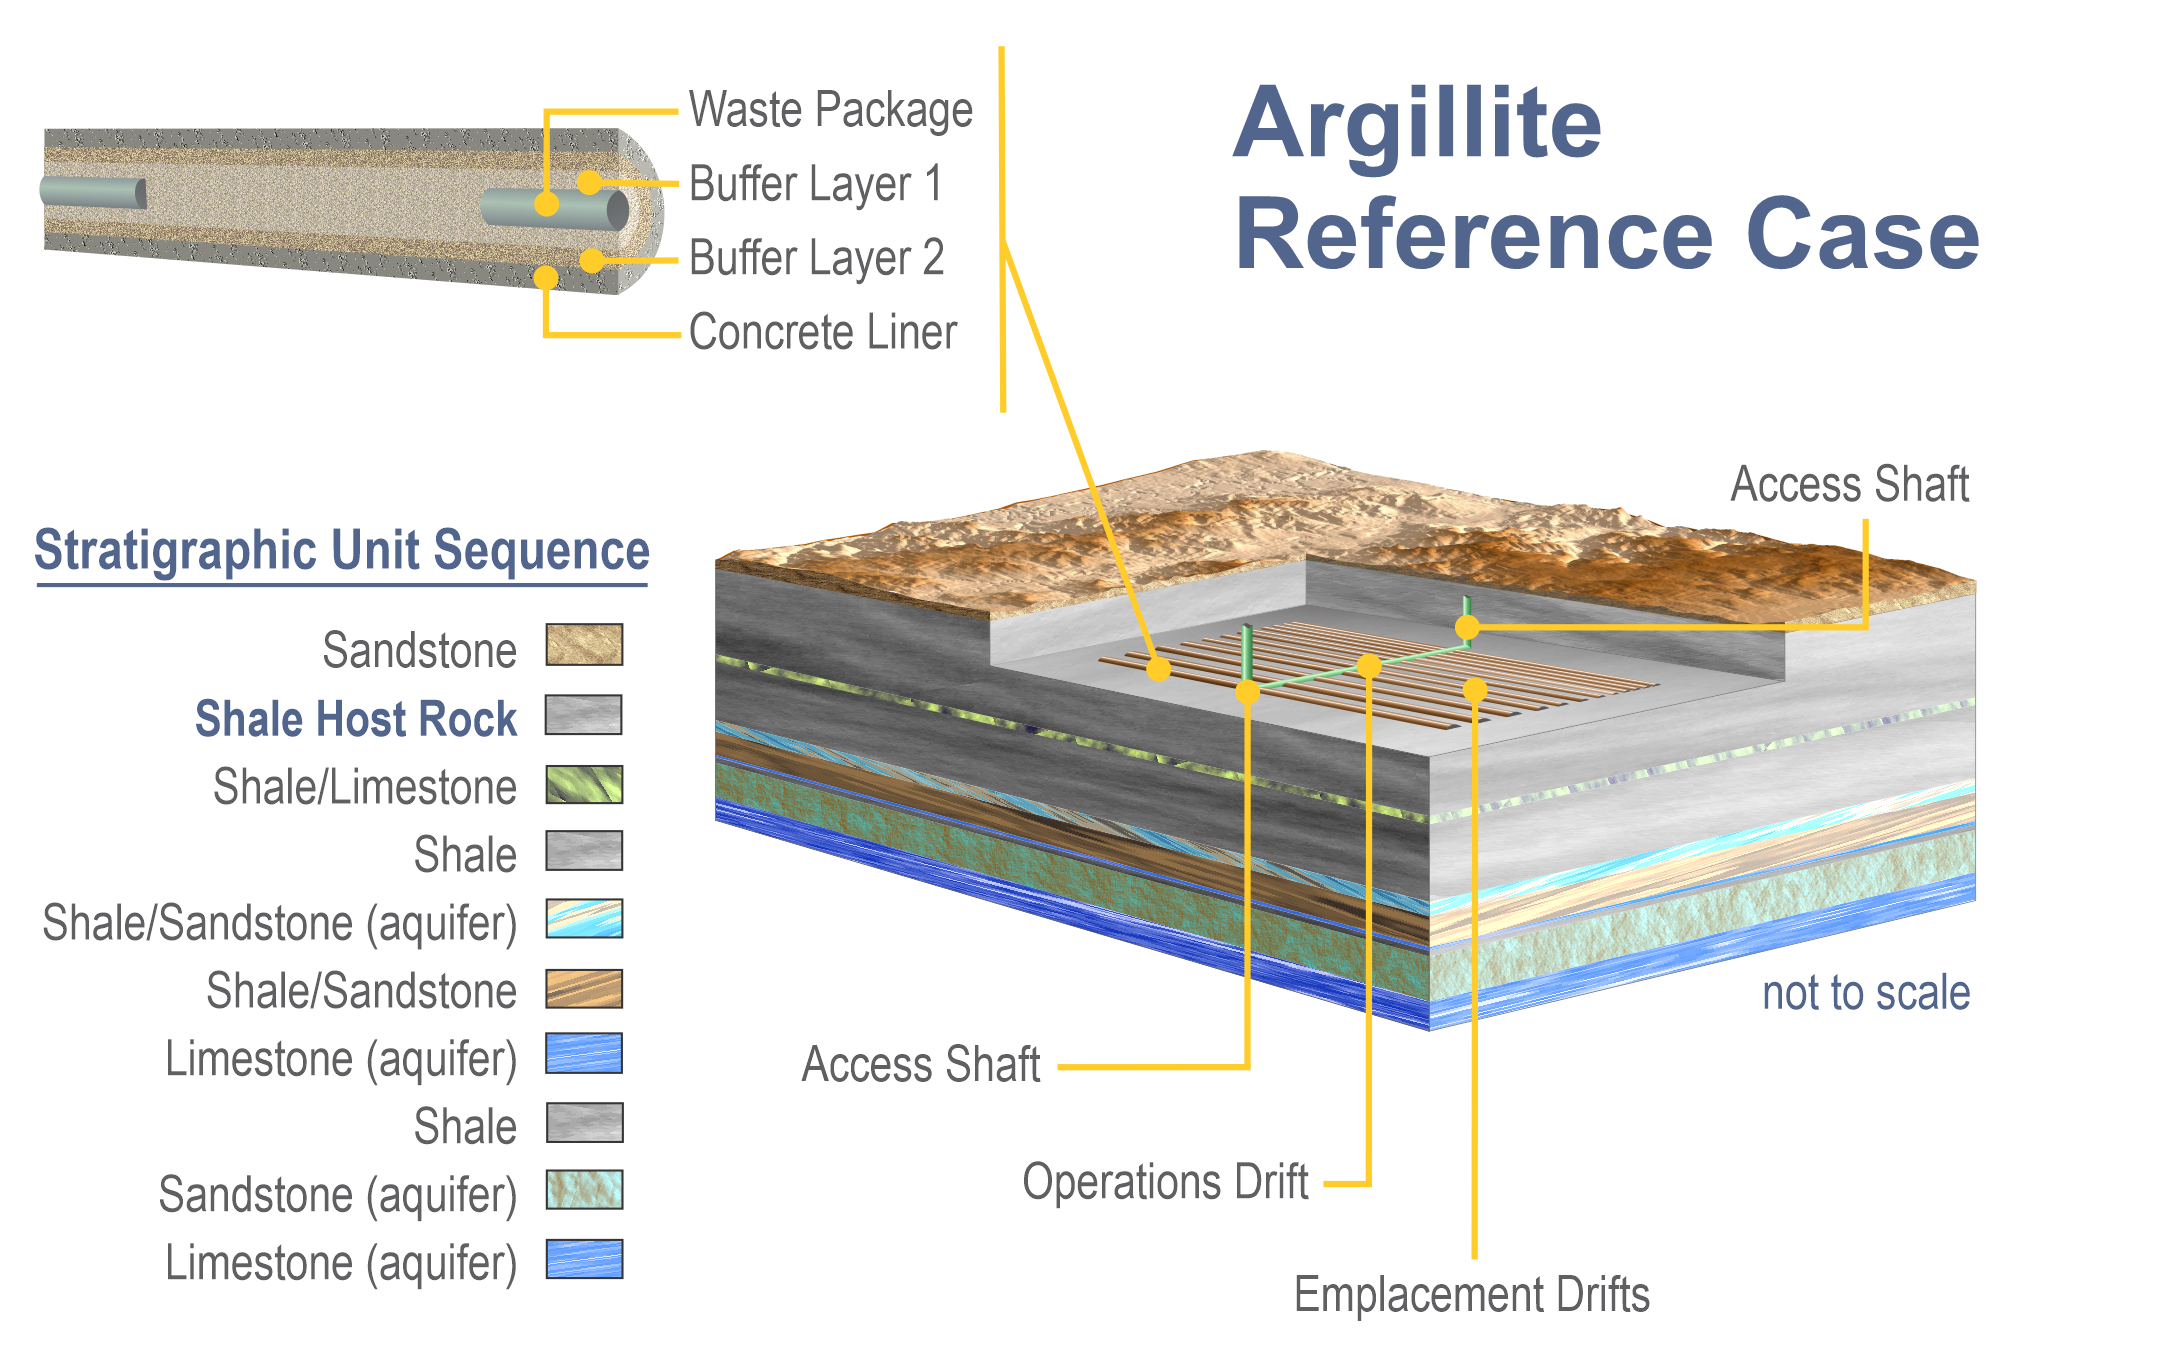 Argillite
Reference Case
Waste Package
Buffer Layer 1
Buffer Layer 2
Concrete Liner
Access Shaft
Stratigraphic Unit Sequence
Sandstone
Shale Host Rock
Shale/Limestone
Shale
Shale/Sandstone (aquifer)
Shale/Sandstone
Limestone (aquifer)
Shale
Sandstone (aquifer)
Limestone (aquifer)
not to scale
Access Shaft
Operations Drift
Emplacement Drifts